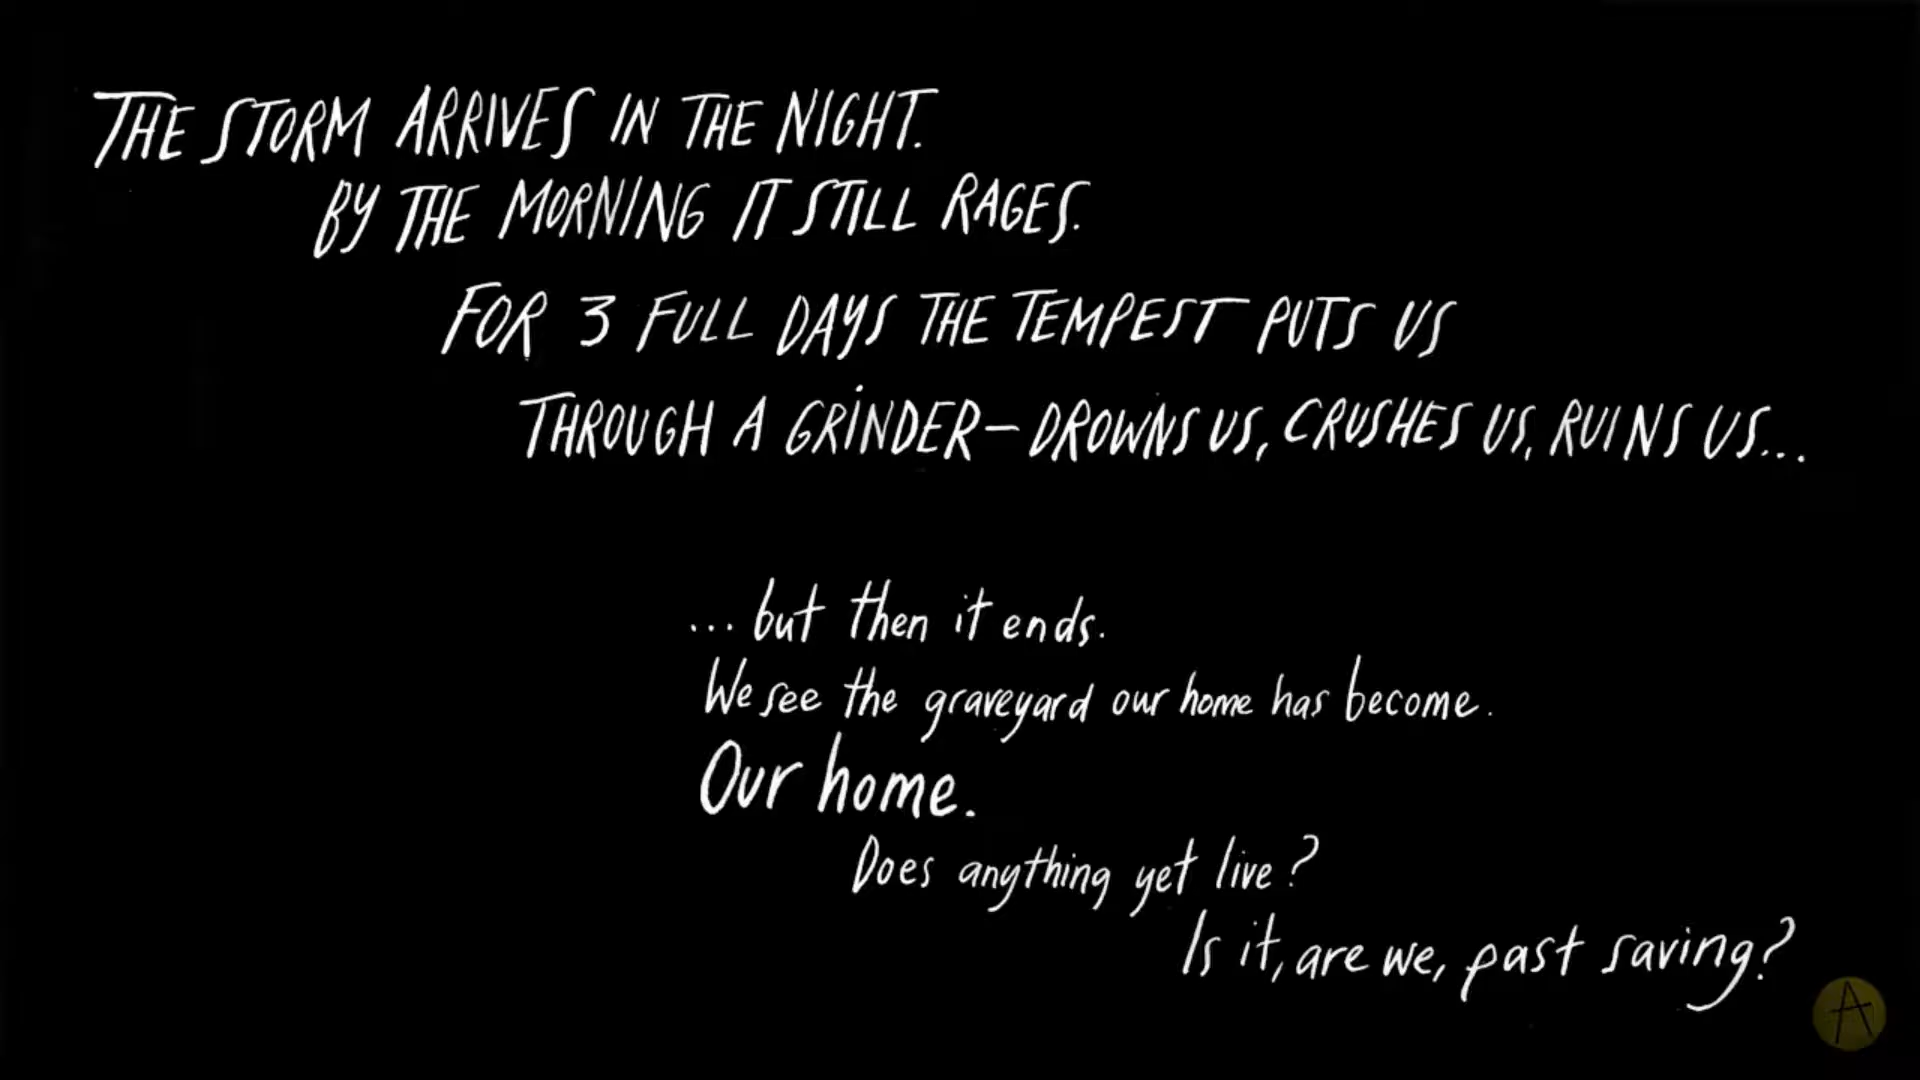 THE STORM ARRIVES IN THE NIGHT.
BY THE MORNING IT STILL RAGES.
FOR 3 FULL DAYS THE TEMPEST PUTS US
THROUGH A GRINDER—DROWNS US, CRUSHES US, RUINS US...
... but then it ends.
We see the graveyard our home has become.
Our home.
Does anything yet live?
Is it, are we, past saving?
A